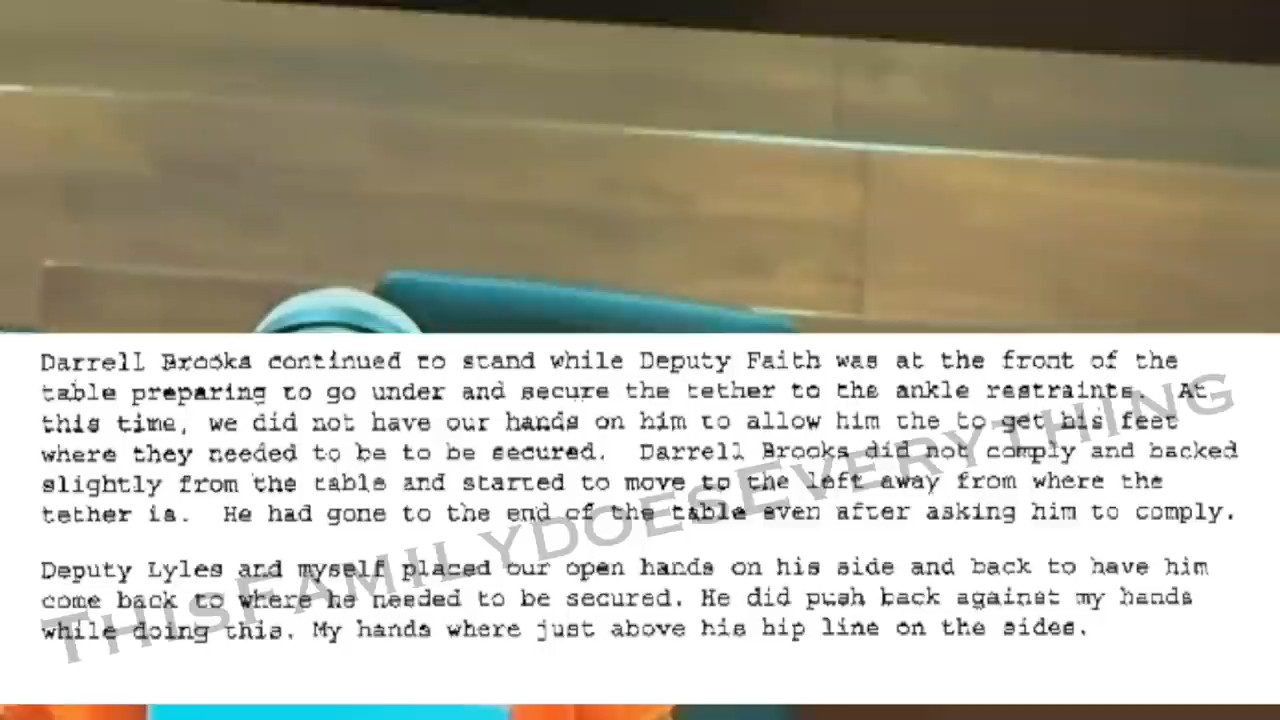 Darrell Brooks continued to stand while Deputy Faith was at the front of the
table preparing to go under and secure the tether to the ankle restraints. At
this time, we did not have our hands on him to allow him the to get his feet
where they needed to be to be secured. Darrell Brooks did not comply and backed
slightly from the table and started to move to the left away from where the
tether is. He had gone to the end of the table even after asking him to comply.
Deputy Lyles and myself placed our open hands on his side and back to have him
come back to where he needed to be secured. He did push back against my hands
while doing this. My hands where just above his hip line on the sides.
THISFAMILYDOESEVERYTHING